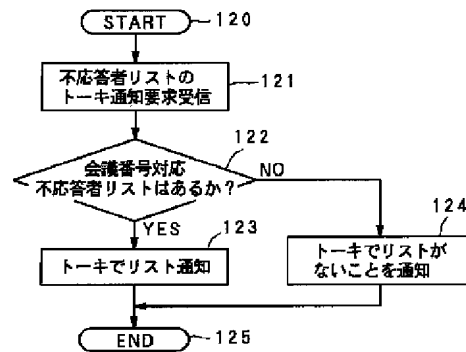 START
120
不応答者リストの
トーキ通知要求受信
121
122
会議番号対応
不応答者リストはあるか?
NO
YES
123
124
トーキでリスト通知
トーキでリストが
ないことを通知
END
125